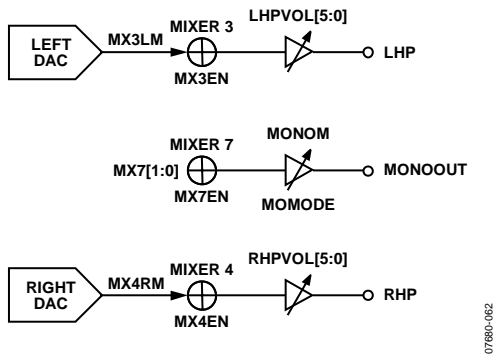 LHPVOL[5:0]
MIXER 3
LEFT
DAC
MX3LM
MX3EN
LHP
MIXER 7
MONOM
MX7[1:0]
MX7EN
MOMODE
MONOOUT
RHPVOL[5:0]
MIXER 4
RIGHT
DAC
MX4RM
MX4EN
RHP
07680-062